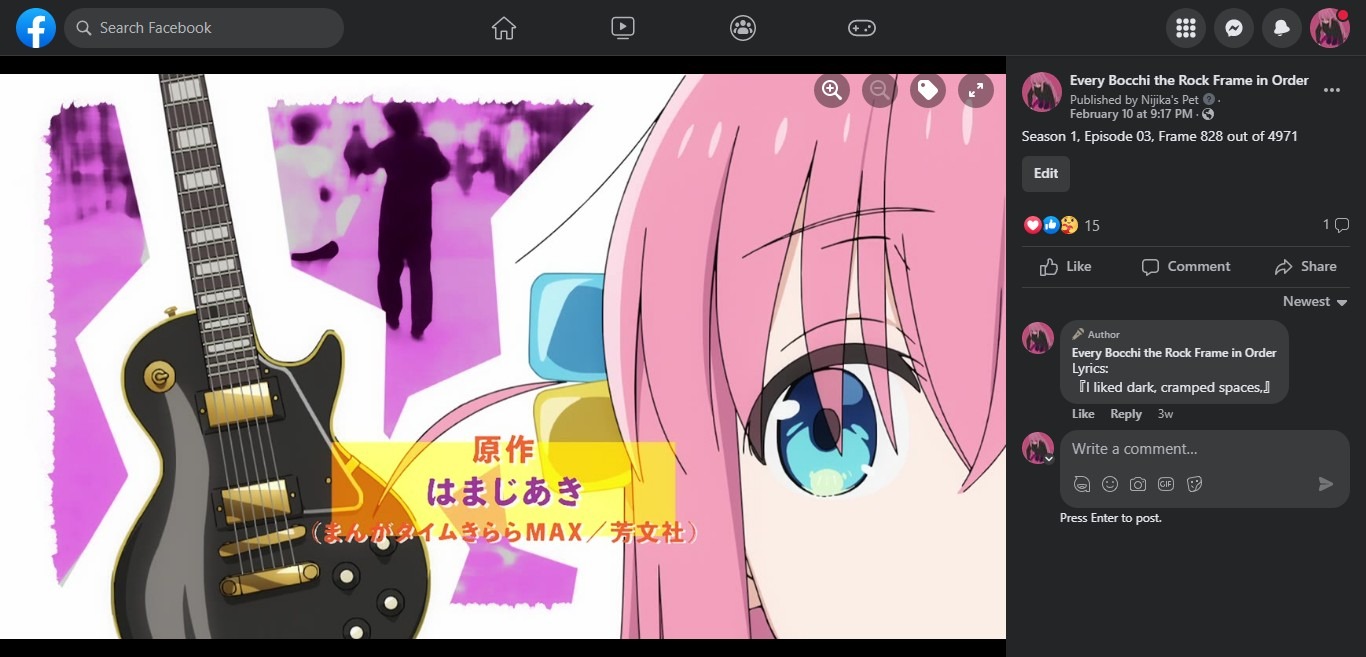 Search Facebook
原作
はまじあき
（まんがタイムきららMAX／芳文社）
Every Bocchi the Rock Frame in Order
Published by Nijika's Pet ·
February 10 at 9:17 PM ·
Season 1, Episode 03, Frame 828 out of 4971
Edit
15
1
Like
Comment
Share
Newest
Author
Every Bocchi the Rock Frame in Order
Lyrics:
『I liked dark, cramped spaces,』
Like Reply 3w
Write a comment...
GIF
Press Enter to post.